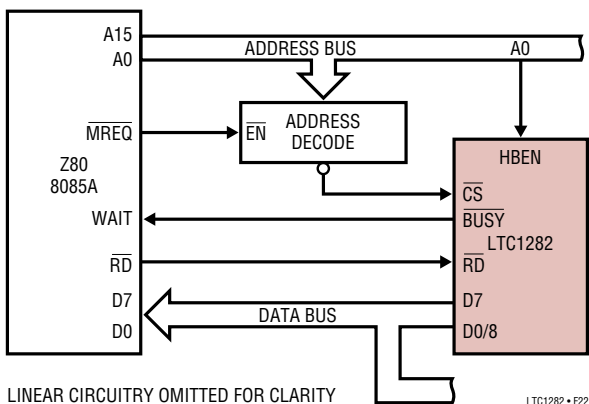 A15
A0
ADDRESS BUS
A0
MREQ
EN
ADDRESS
DECODE
HBEN
Z80
8085A
CS
WAIT
BUSY
LTC1282
RD
RD
D7
D7
D0
DATA BUS
D0/8
LINEAR CIRCUITRY OMITTED FOR CLARITY
LTC1282 • F22